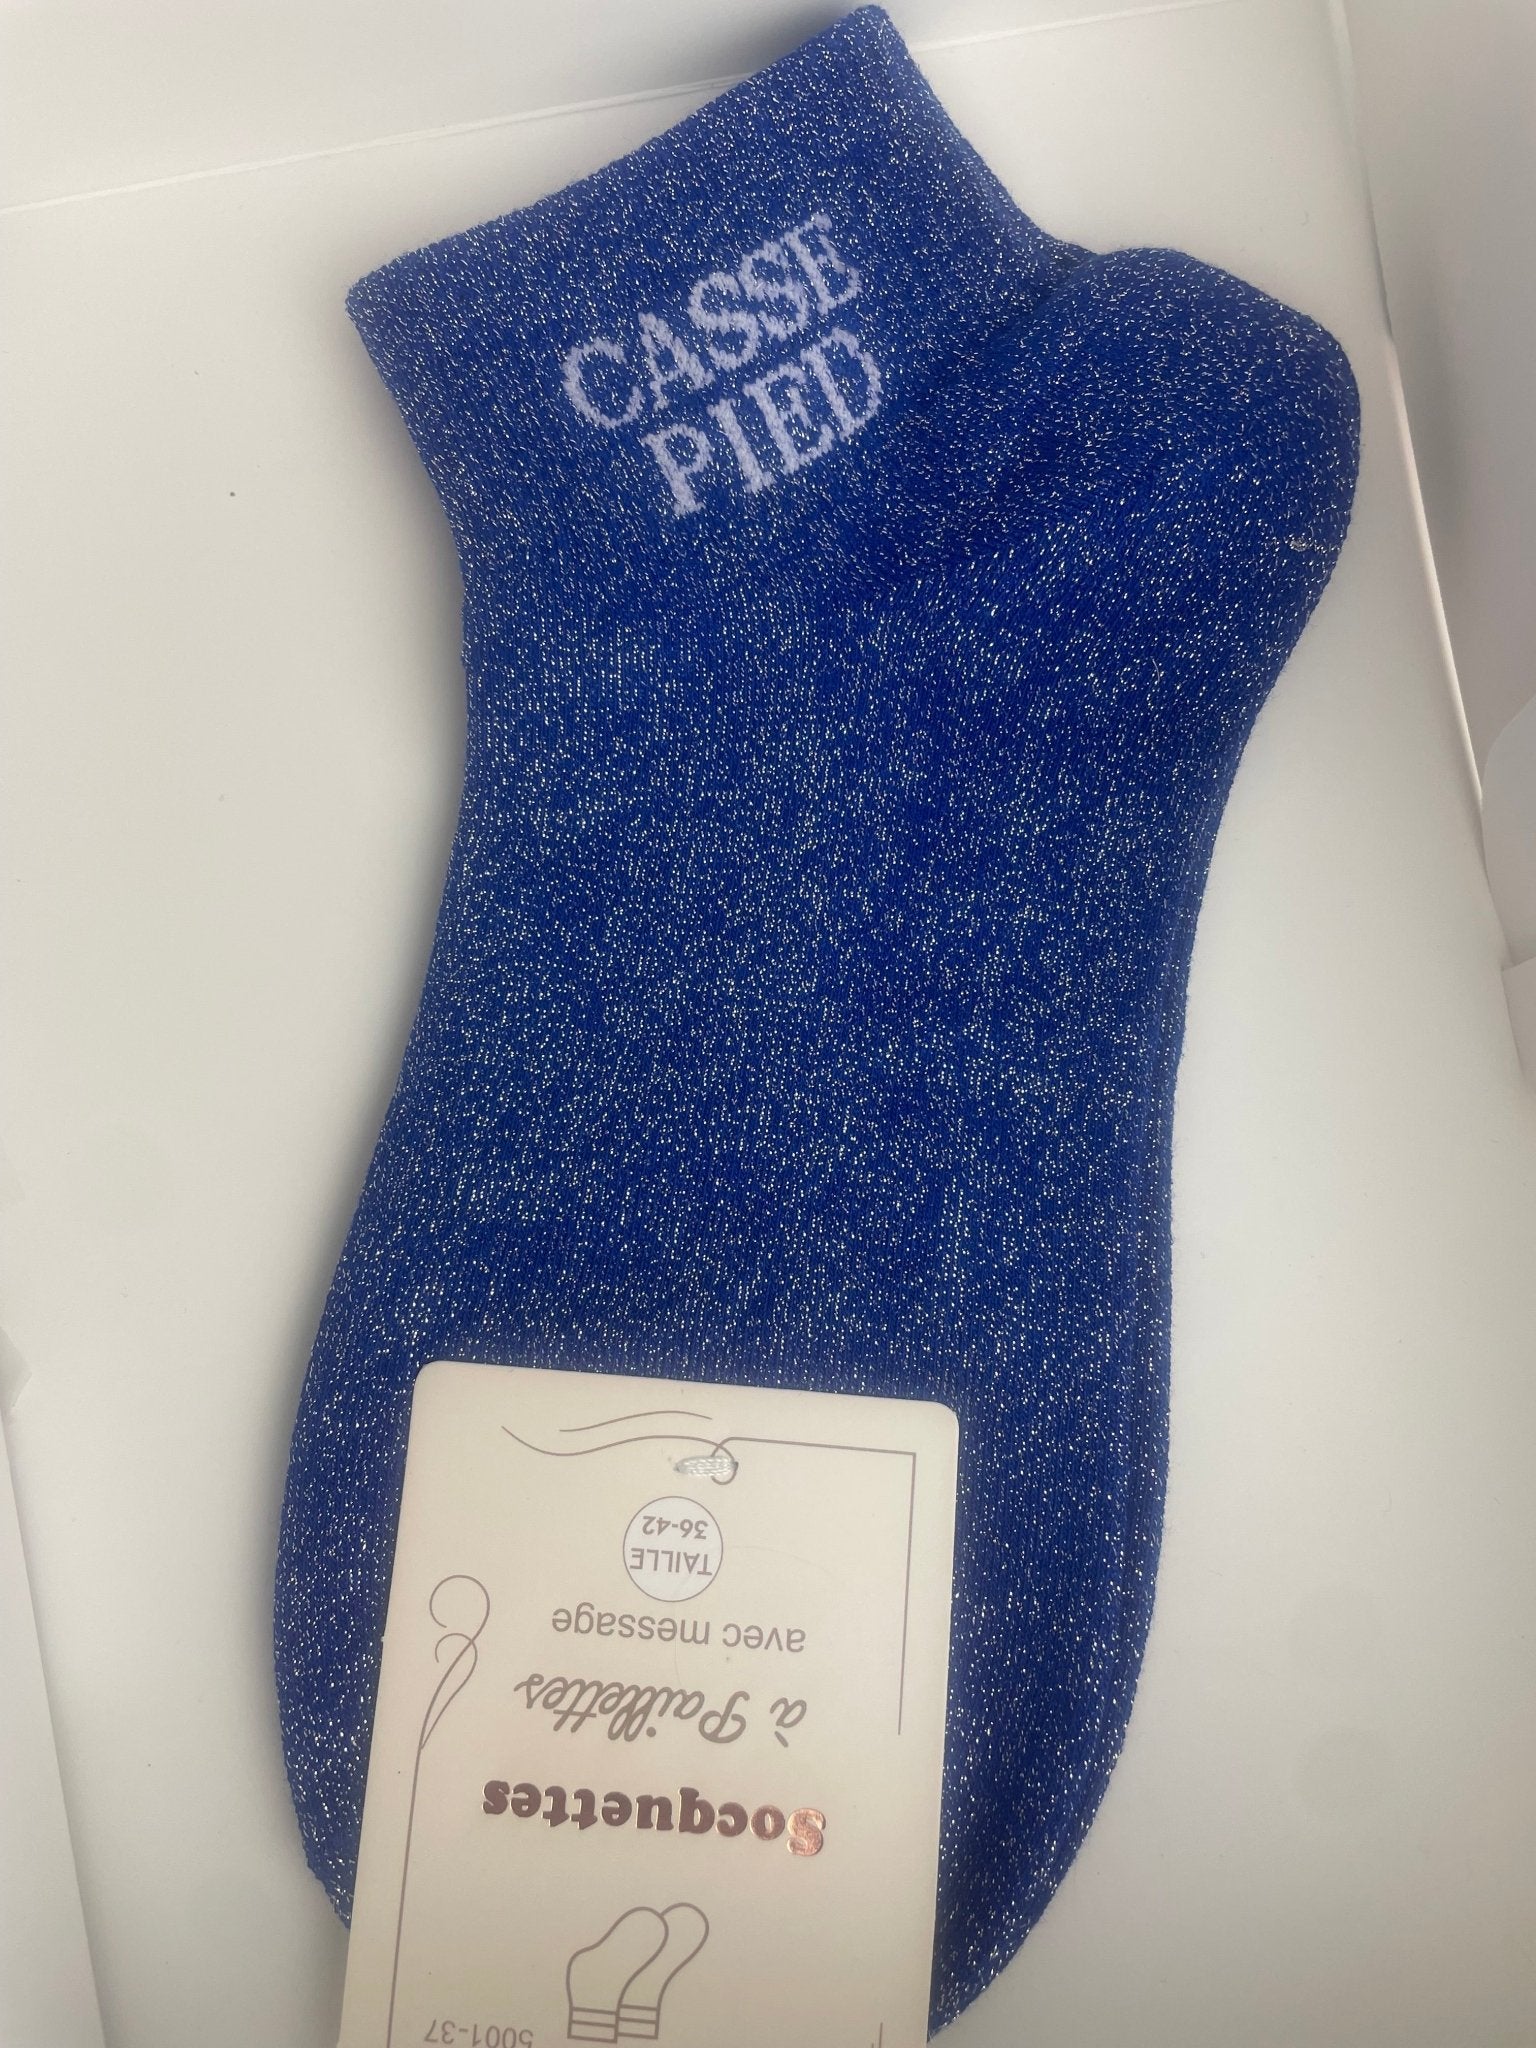 CASSE
PIED
5001-37
Socquettes
à Paillettes
avec message
TAILLE
36-42